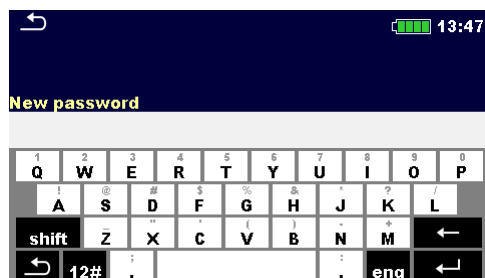 13:47
New password
1 2 3 4 5 6 7 8 9 0
Q W E R T Y U I O P
! @ # $ % & * ? /
A S D F G H J K L
_ " ' ( ) - +
shift Z X C V B N M
; :
12# , . eng